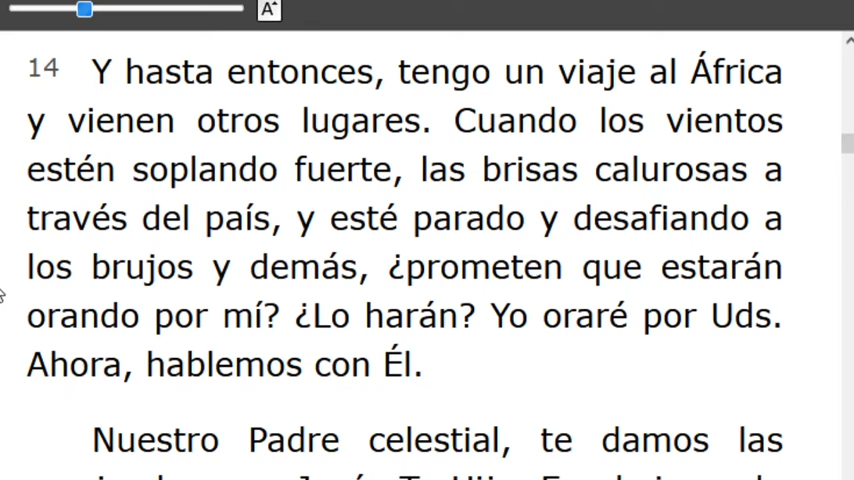 A
14 Y hasta entonces, tengo un viaje al África
y vienen otros lugares. Cuando los vientos
estén soplando fuerte, las brisas calurosas a
través del país, y esté parado y desafiando a
los brujos y demás, ¿prometen que estarán
orando por mí? ¿Lo harán? Yo oraré por Uds.
Ahora, hablemos con Él.
Nuestro Padre celestial, te damos las